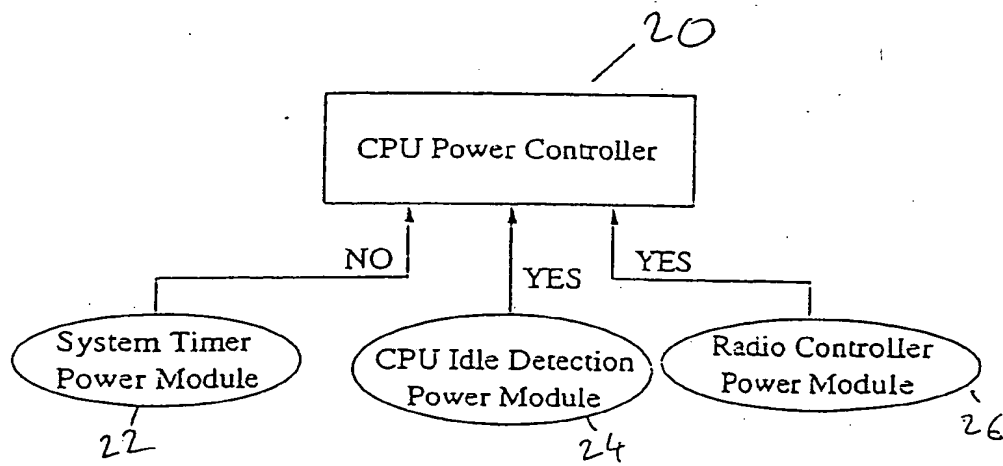 20
CPU Power Controller
NO
YES
YES
System Timer
Power Module
CPU Idle Detection
Power Module
Radio Controller
Power Module
22
24
26